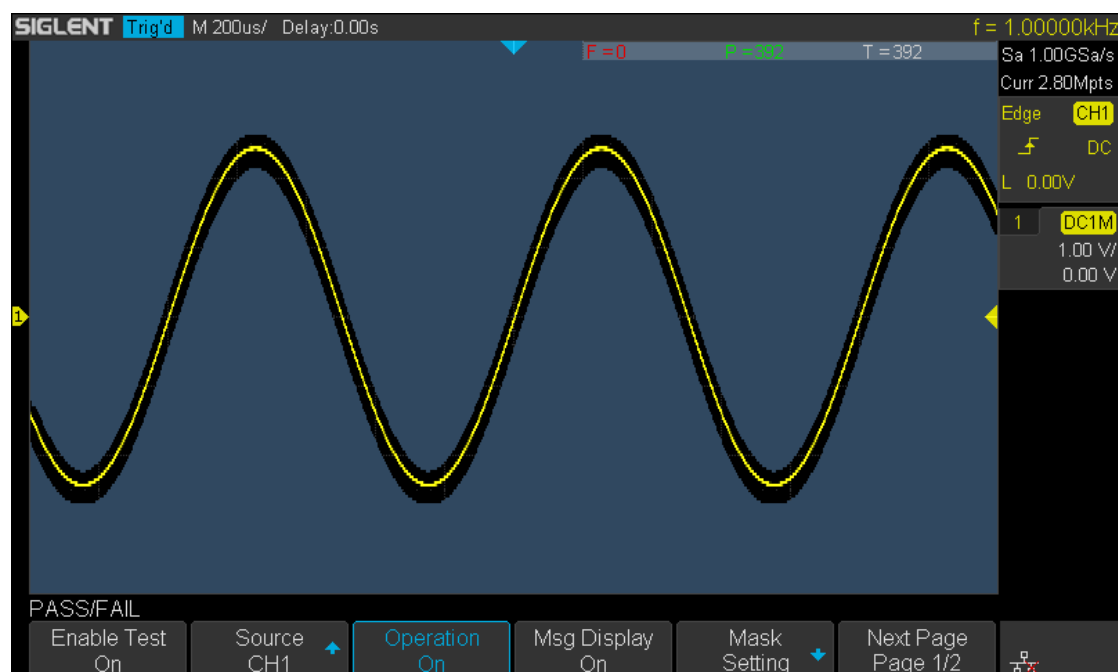 SIGLENT Trig'd M 200us/ Delay:0.00s f = 1.00000kHz
F =0 P =392 T =392
Sa 1.00GSa/s
Curr 2.80Mpts
Edge CH1
DC
L 0.00V
1 DC1M
1.00 V/
0.00 V
1
PASS/FAIL
Enable Test Source Operation Msg Display Mask Next Page
On CH1 On On Setting Page 1/2